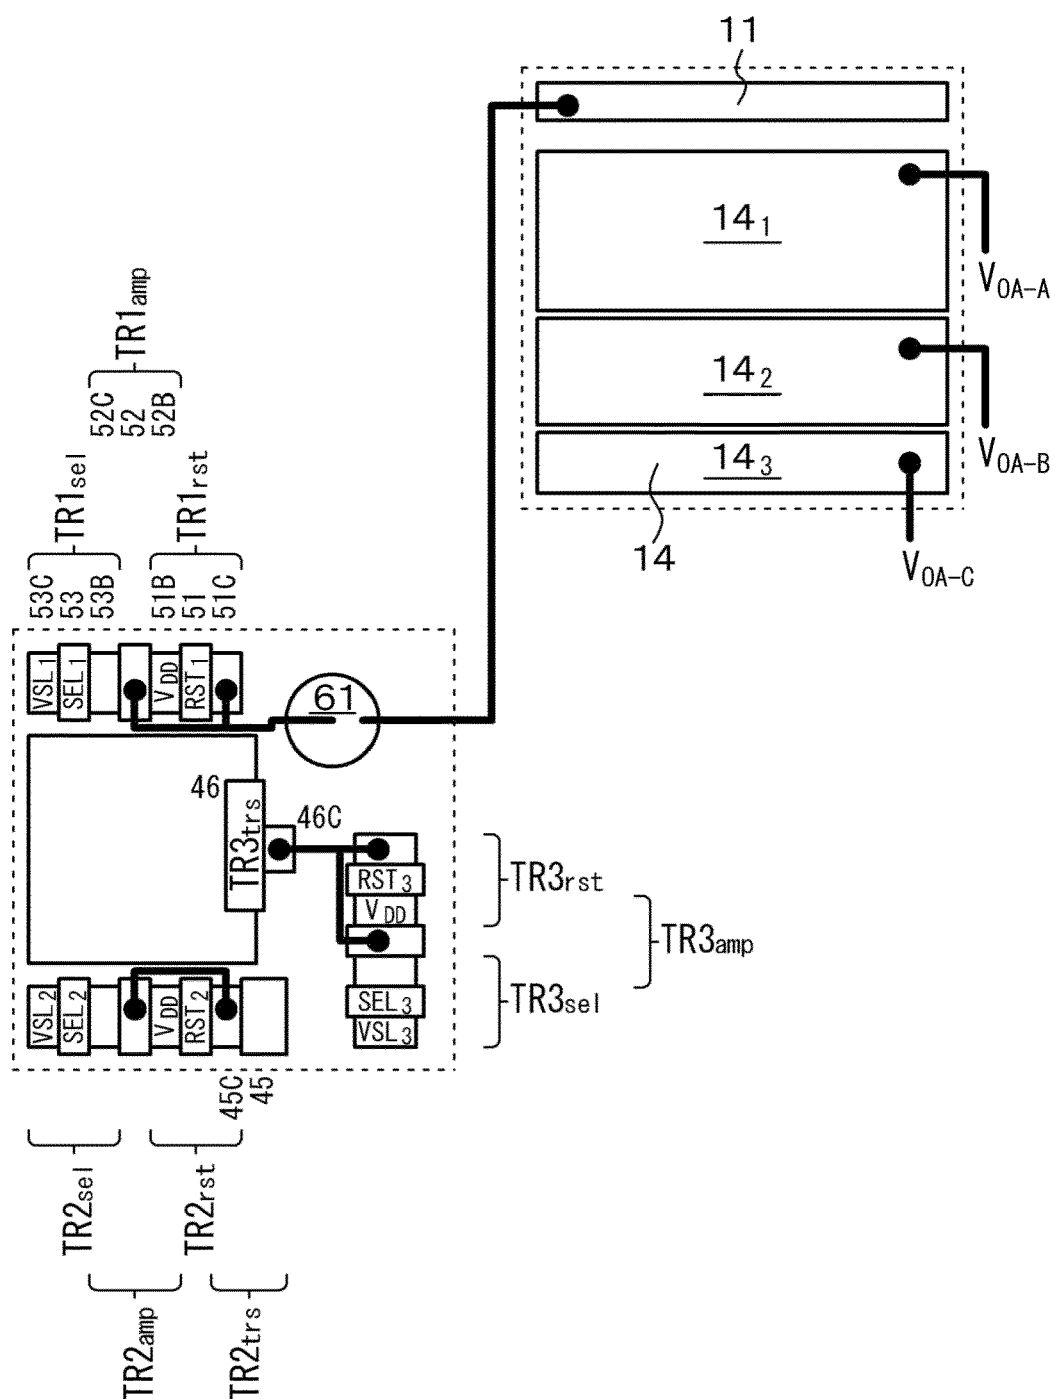 11
14₁
V_OA-A
14₂
V_OA-B
14₃
14
V_OA-C
TR1amp
52C
52
52B
TR1sel
TR1rst
53C
53
53B
51B
51
51C
VSL₁
SEL₁
V_DD
RST₁
61
46
TR3trs
46C
RST₃
V_DD
SEL₃
VSL₃
TR3rst
TR3amp
TR3sel
VSL₂
SEL₂
V_DD
RST₂
45C
45
TR2sel
TR2rst
TR2amp
TR2trs